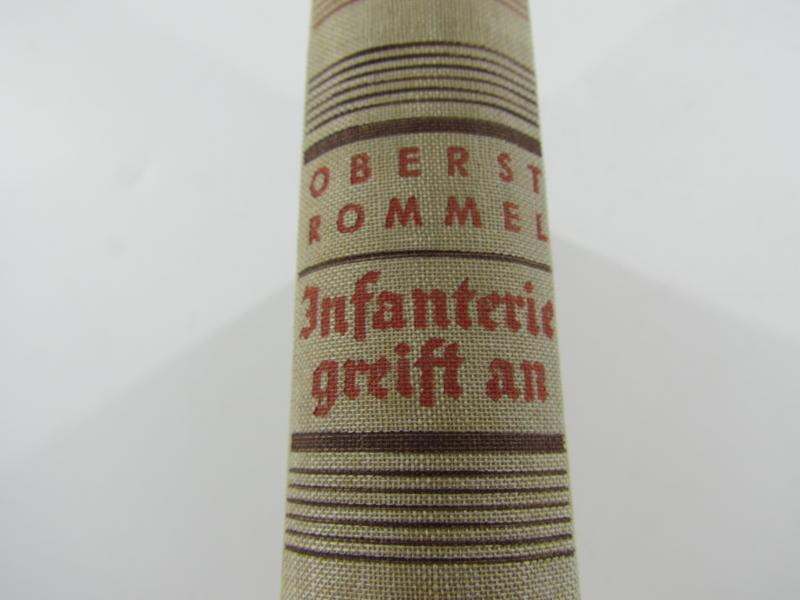 OBERST
ROMMEL
Infanterie
greift an